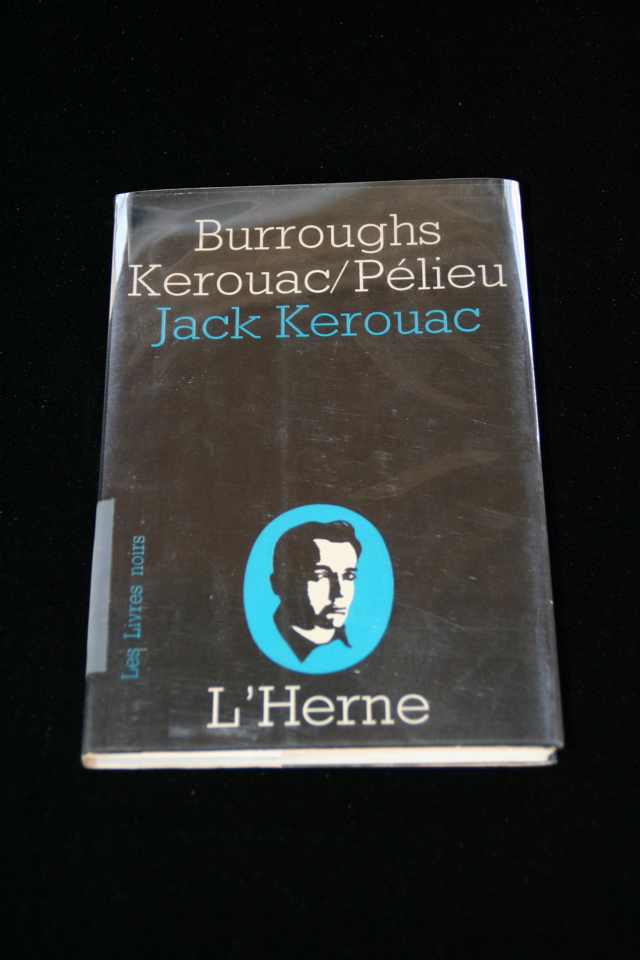 Burroughs
Kerouac/Pélieu
Jack Kerouac
Les Livres noirs
L'Herne